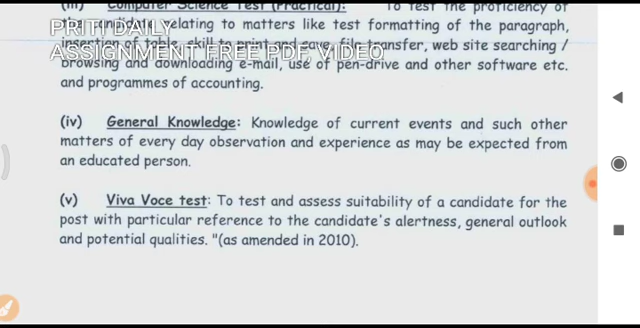 (iii) Computer Science Test (Practical): To test the proficiency of
the candidate relating to matters like test formatting of the paragraph,
PRITI DAILY
insertion of table, skill to print and save, file transfer, web site searching /
ASSIGNMENT FREE PDF, VIDEO
browsing and downloading e-mail, use of pen-drive and other software etc.
and programmes of accounting.
(iv) General Knowledge: Knowledge of current events and such other
matters of every day observation and experience as may be expected from
an educated person.
(v) Viva Voce test: To test and assess suitability of a candidate for the
post with particular reference to the candidate's alertness, general outlook
and potential qualities. "(as amended in 2010).